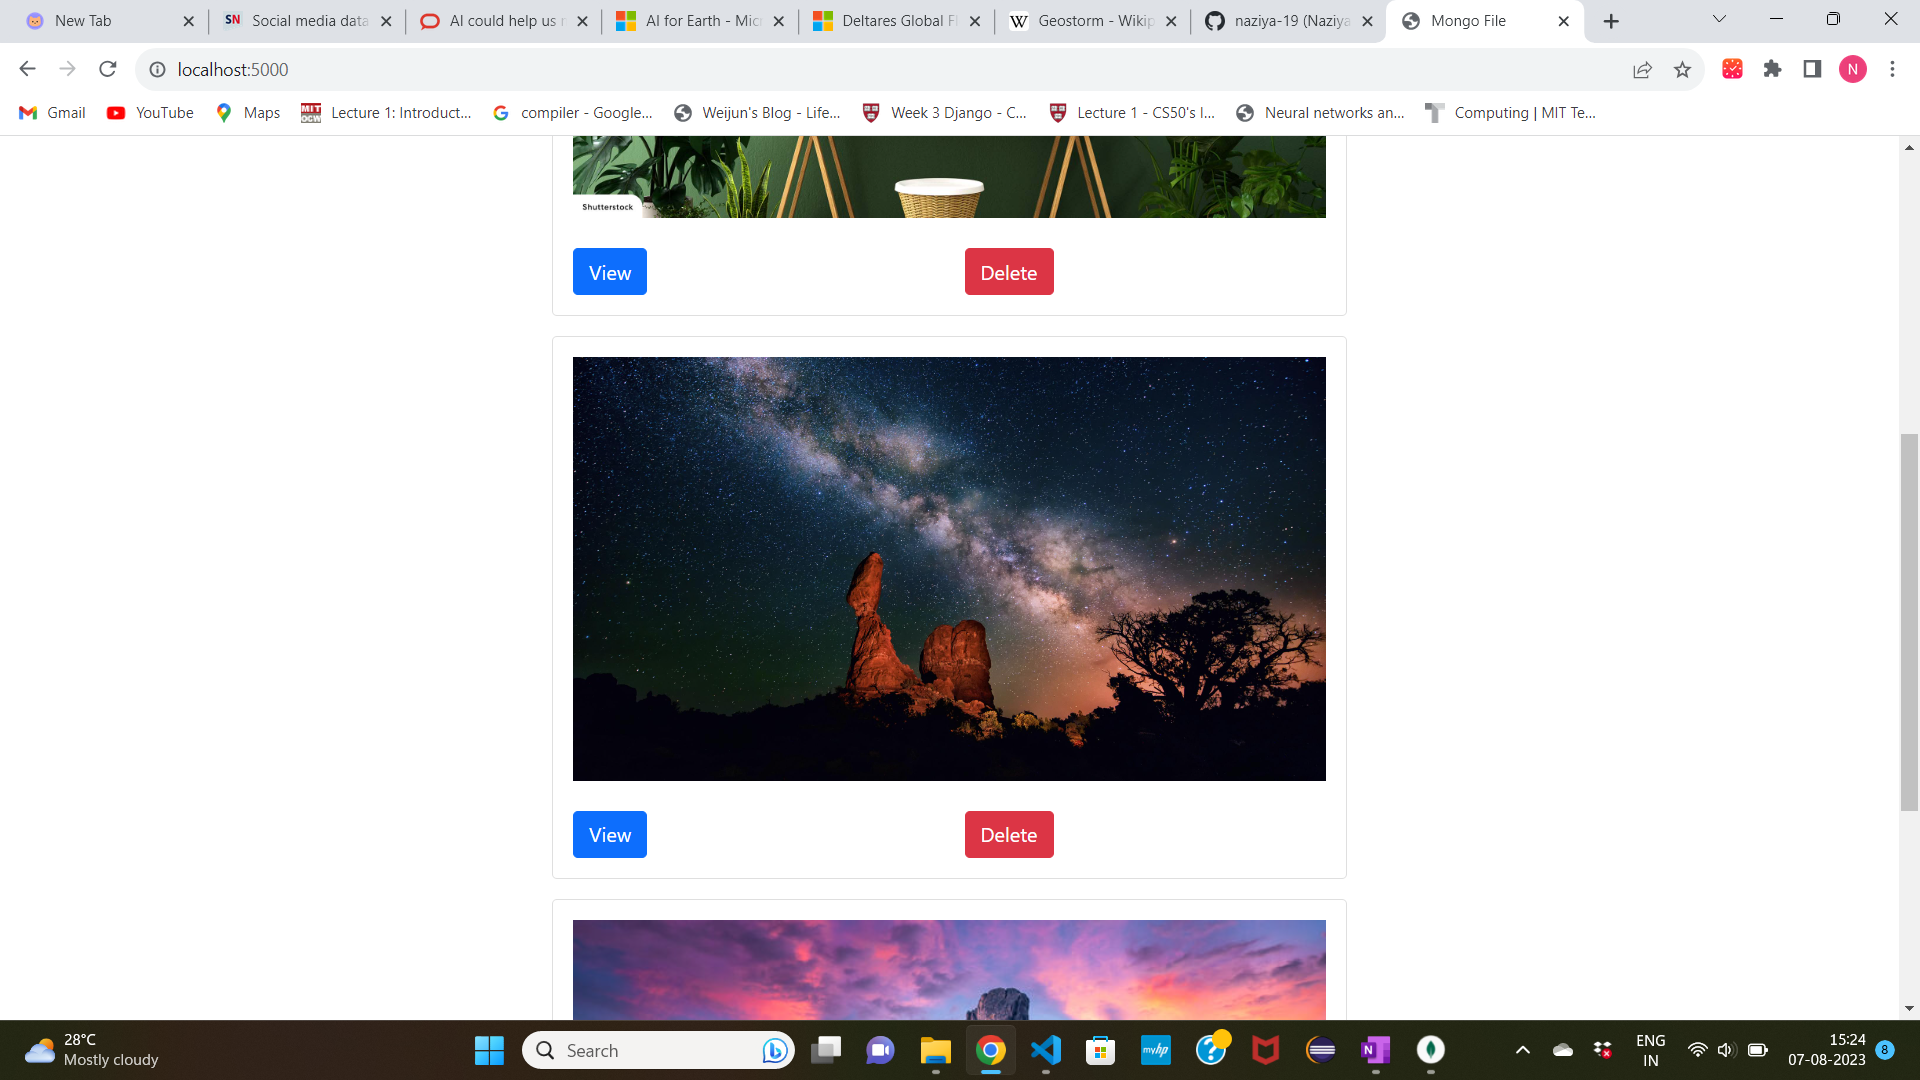 New Tab
Social media data
AI could help us
AI for Earth - Mic
Deltares Global Fl
Geostorm - Wikip
naziya-19 (Naziya
Mongo File
localhost:5000
N
Gmail
YouTube
Maps
Lecture 1: Introduct...
compiler - Google...
Weijun's Blog - Life...
Week 3 Django - C...
Lecture 1 - CS50's I...
Neural networks an...
Computing | MIT Te...
Shutterstock
View
Delete
View
Delete
28°C
Mostly cloudy
Search
ENG
IN
15:24
07-08-2023
8